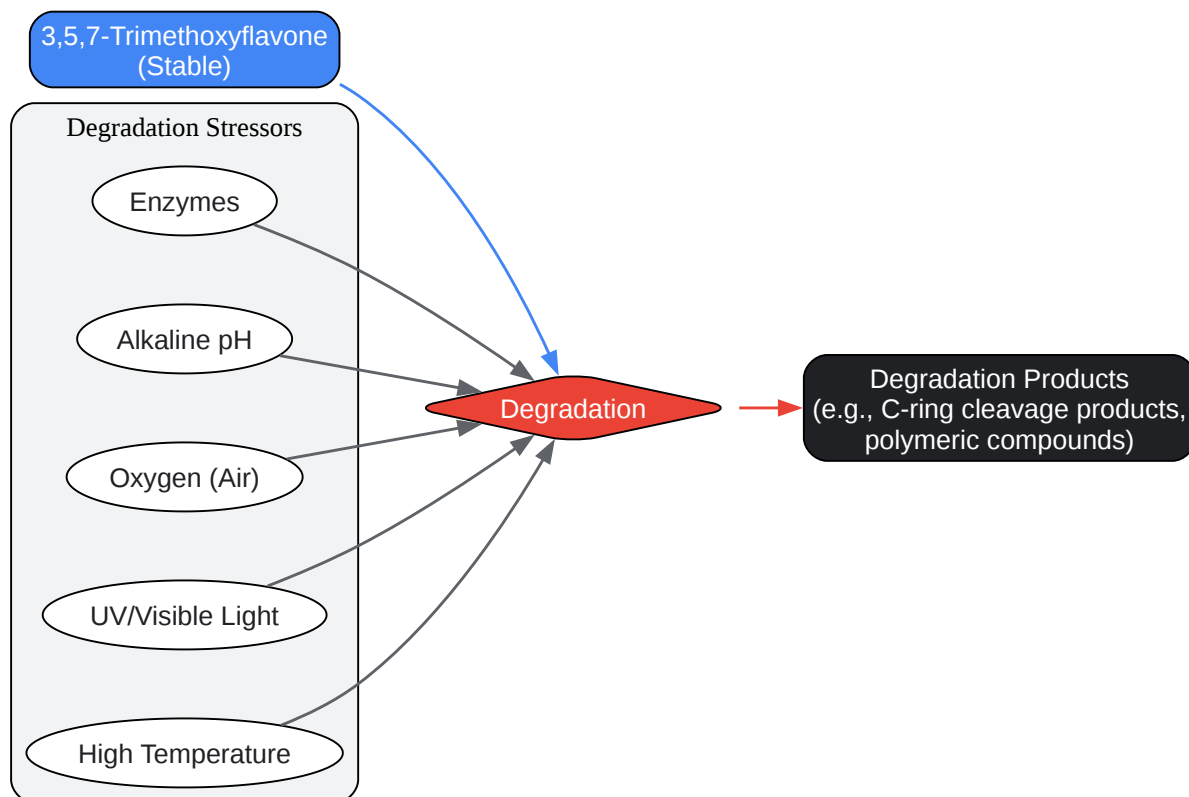 3,5,7-Trimethoxyflavone
(Stable)
Degradation Stressors
Enzymes
Alkaline pH
Oxygen (Air)
UV/Visible Light
High Temperature
Degradation
Degradation Products
(e.g., C-ring cleavage products,
polymeric compounds)